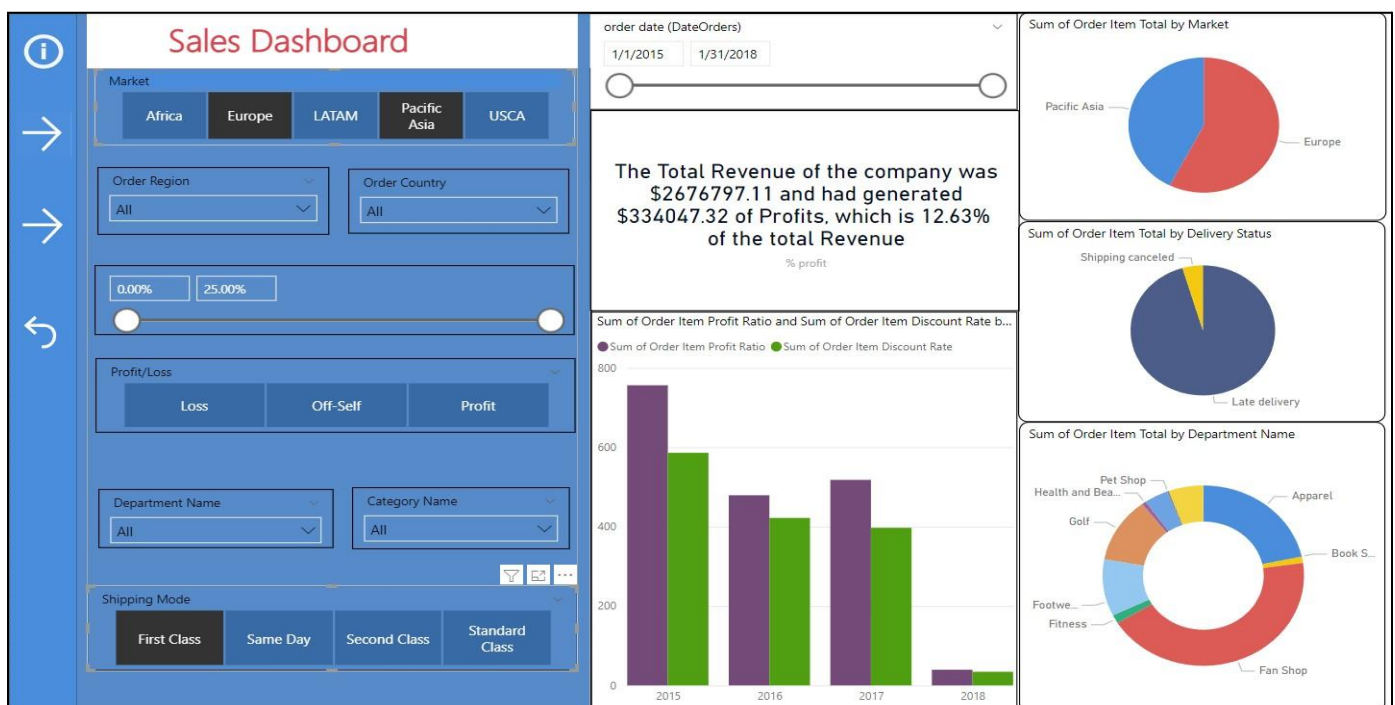 Sales Dashboard
Market
Africa
Europe
LATAM
Pacific
Asia
USCA
Order Region
All
Order Country
All
0.00%
25.00%
Profit/Loss
Loss
Off-Self
Profit
Department Name
All
Category Name
All
Shipping Mode
First Class
Same Day
Second Class
Standard
Class
order date (DateOrders)
1/1/2015
1/31/2018
The Total Revenue of the company was
$2676797.11 and had generated
$334047.32 of Profits, which is 12.63%
of the total Revenue
% profit
Sum of Order Item Profit Ratio and Sum of Order Item Discount Rate b...
Sum of Order Item Profit Ratio
Sum of Order Item Discount Rate
800
600
400
200
0
2015
2016
2017
2018
Sum of Order Item Total by Market
Pacific Asia
Europe
Sum of Order Item Total by Delivery Status
Shipping canceled
Late delivery
Sum of Order Item Total by Department Name
Pet Shop
Health and Bea...
Golf
Footwe...
Fitness
Apparel
Book S...
Fan Shop